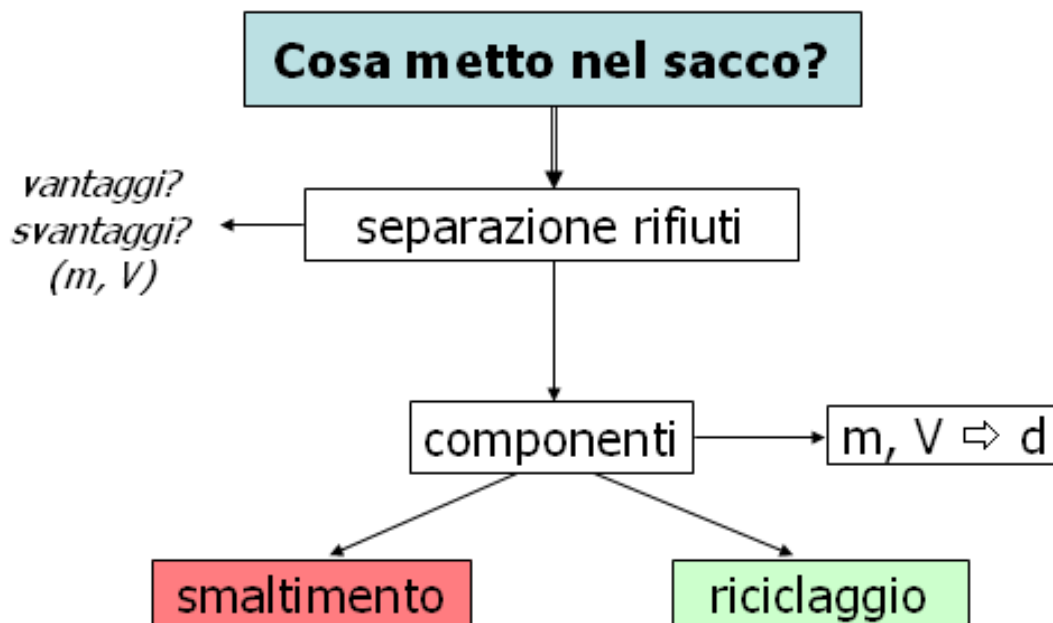 Cosa metto nel sacco?
vantaggi?
svantaggi?
(m, V)
separazione rifiuti
componenti
m, V ⇨ d
smaltimento
riciclaggio